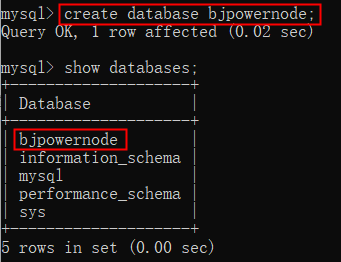 mysql> create database bjpowernode;
Query OK, 1 row affected (0.02 sec)
mysql> show databases;
+--------------------+
| Database           |
+--------------------+
| bjpowernode        |
| information_schema |
| mysql              |
| performance_schema |
| sys                |
+--------------------+
5 rows in set (0.00 sec)